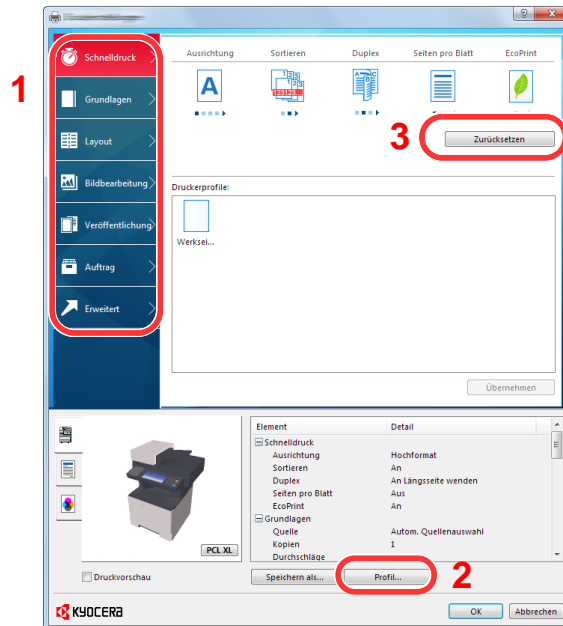 Schnelldruck
Grundlagen
Layout
Bildbearbeitung
Veröffentlichung
Auftrag
Erweitert
1
Ausrichtung Sortieren Duplex Seiten pro Blatt EcoPrint
A
123
123123...
A B C
3
Zurücksetzen
Druckerprofile:
Werksei...
Übernehmen
PCL XL
Druckvorschau
Element Detail
Schnelldruck
Ausrichtung Hochformat
Sortieren An
Duplex An Längsseite wenden
Seiten pro Blatt Aus
EcoPrint An
Grundlagen
Quelle Autom. Quellenauswahl
Kopien 1
Durchschläge
Speichern als... Profil... 2
KYOCERA
OK Abbrechen